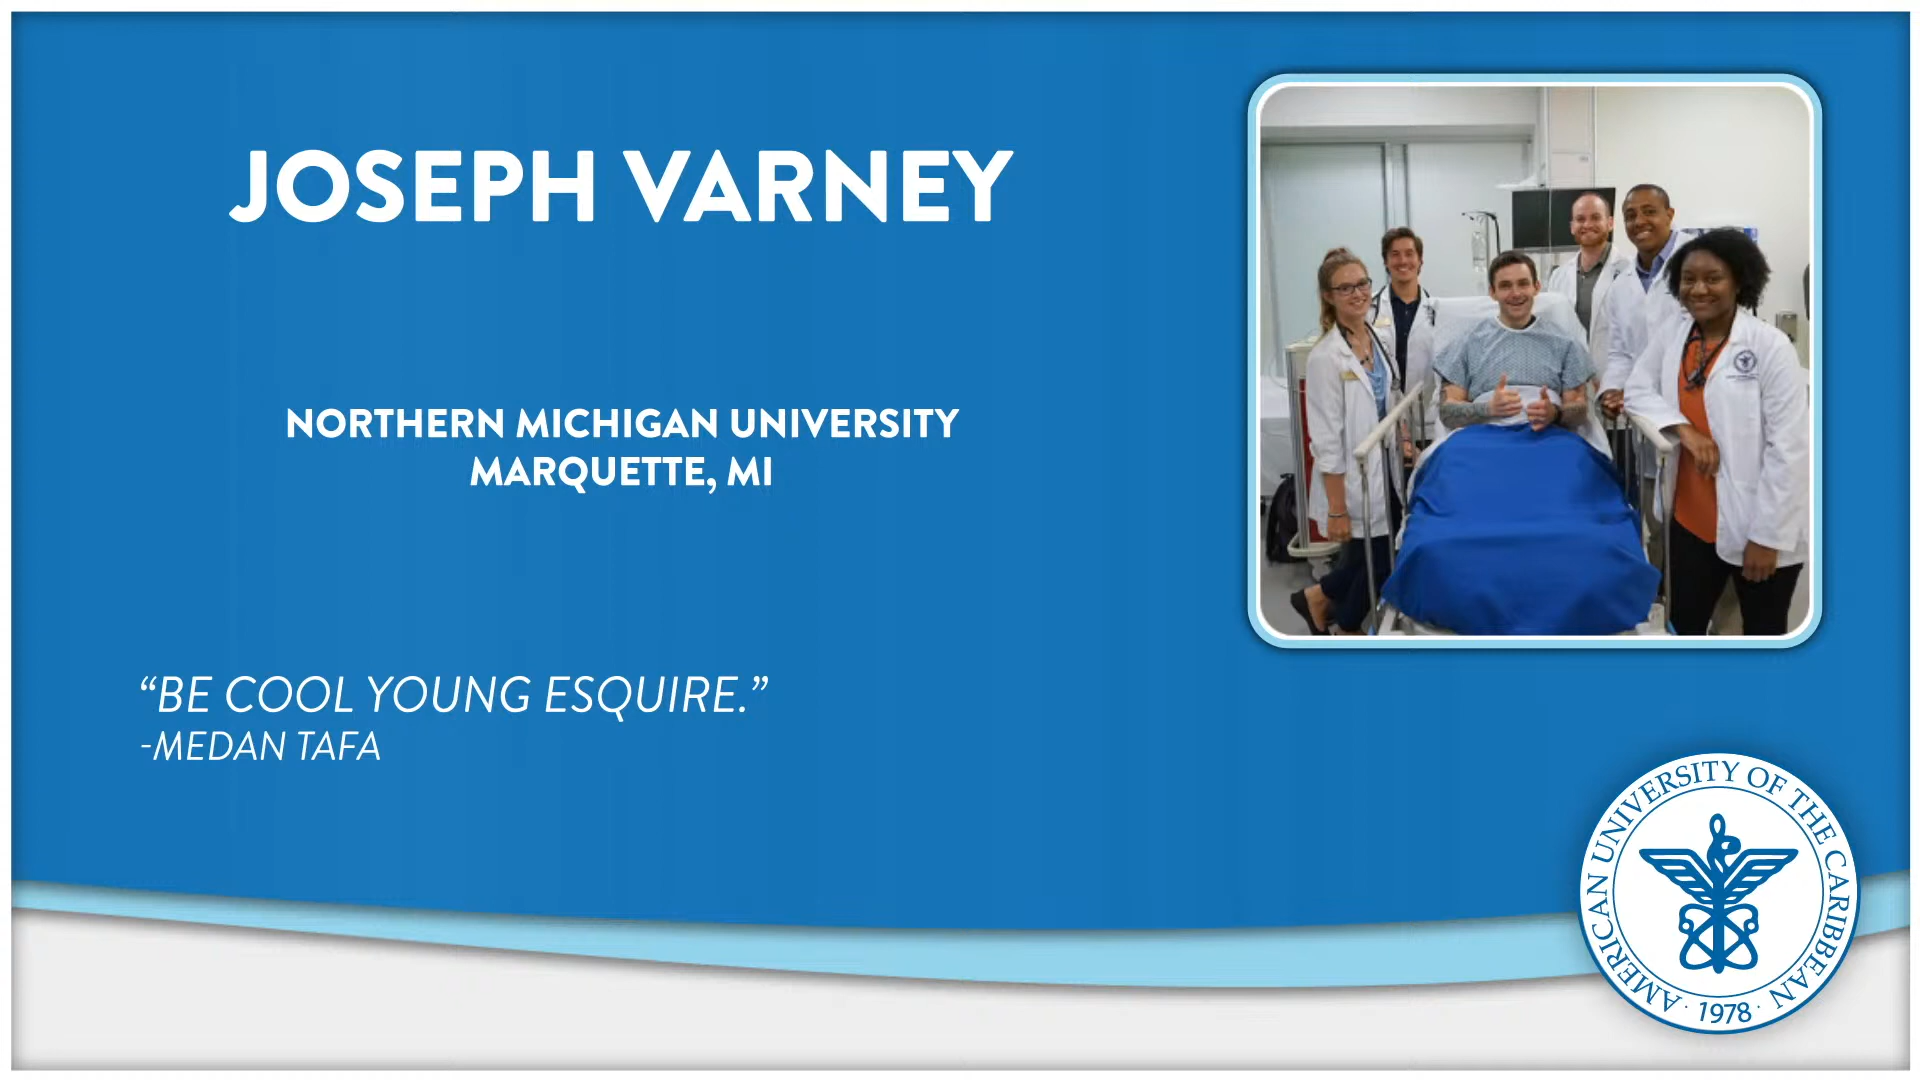 JOSEPH VARNEY
NORTHERN MICHIGAN UNIVERSITY
MARQUETTE, MI
“BE COOL YOUNG ESQUIRE.”
-MEDAN TAFA
AMERICAN UNIVERSITY OF THE CARIBBEAN
· 1978 ·